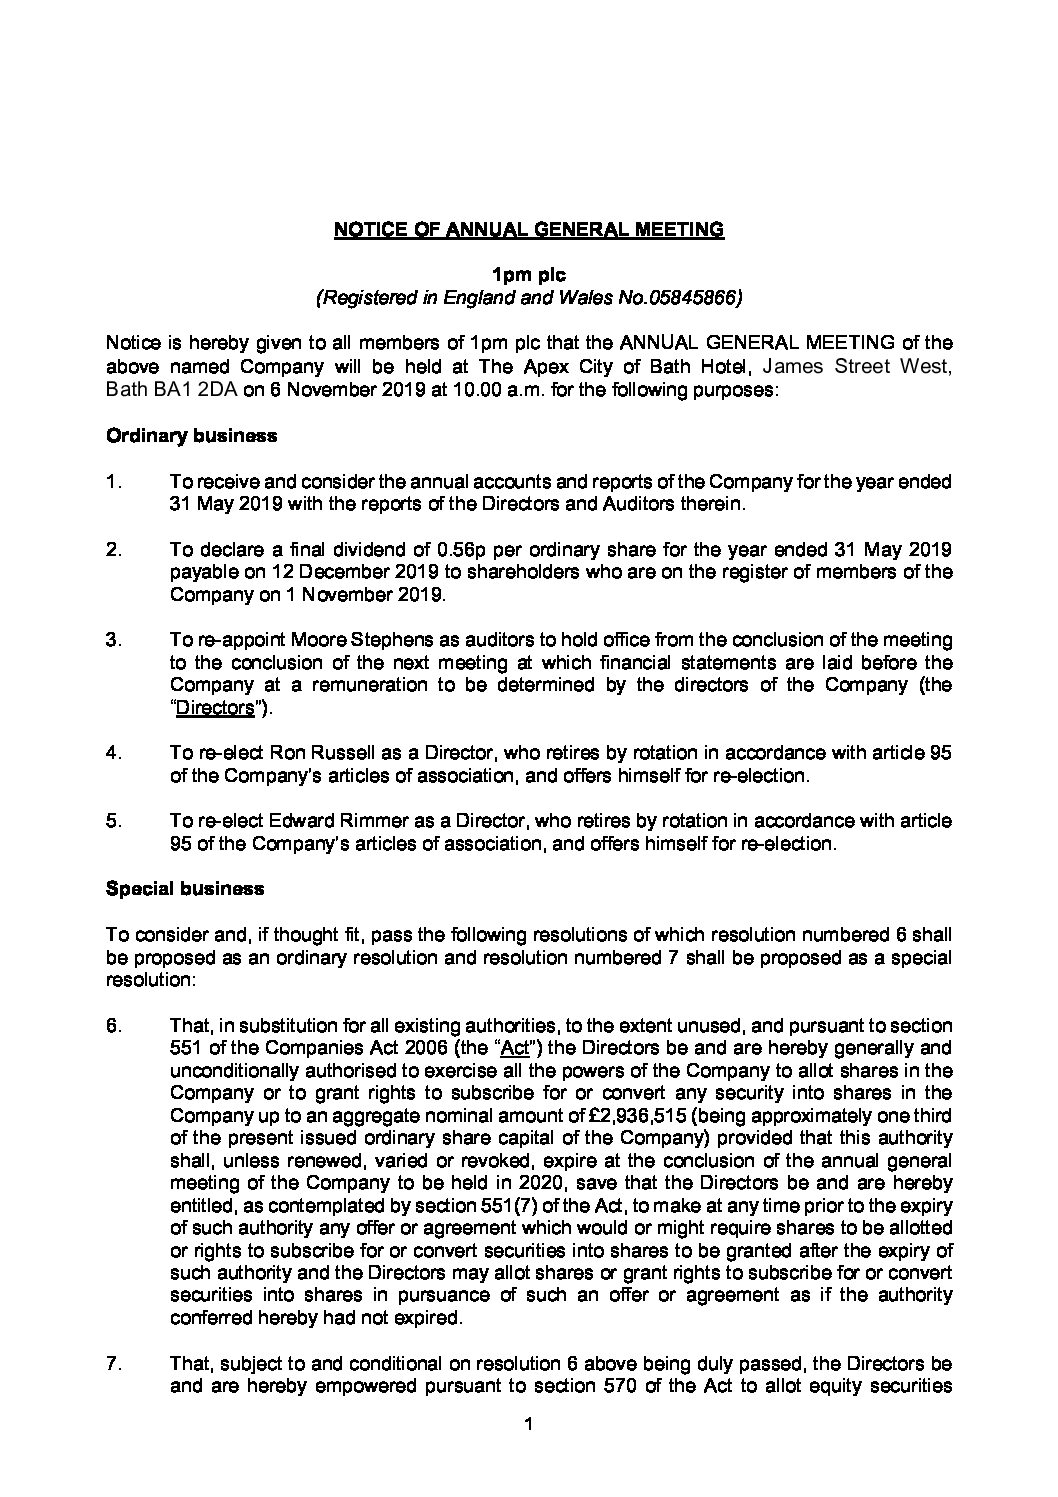 NOTICE OF ANNUAL GENERAL MEETING
1pm plc
(Registered in England and Wales No.05845866)
Notice is hereby given to all members of 1pm plc that the ANNUAL GENERAL MEETING of the
above named Company will be held at The Apex City of Bath Hotel, James Street West,
Bath BA1 2DA on 6 November 2019 at 10.00 a.m. for the following purposes:
Ordinary business
1. To receive and consider the annual accounts and reports of the Company for the year ended
31 May 2019 with the reports of the Directors and Auditors therein.
2. To declare a final dividend of 0.56p per ordinary share for the year ended 31 May 2019
payable on 12 December 2019 to shareholders who are on the register of members of the
Company on 1 November 2019.
3. To re-appoint Moore Stephens as auditors to hold office from the conclusion of the meeting
to the conclusion of the next meeting at which financial statements are laid before the
Company at a remuneration to be determined by the directors of the Company (the
“Directors”).
4. To re-elect Ron Russell as a Director, who retires by rotation in accordance with article 95
of the Company's articles of association, and offers himself for re-election.
5. To re-elect Edward Rimmer as a Director, who retires by rotation in accordance with article
95 of the Company's articles of association, and offers himself for re-election.
Special business
To consider and, if thought fit, pass the following resolutions of which resolution numbered 6 shall
be proposed as an ordinary resolution and resolution numbered 7 shall be proposed as a special
resolution:
6. That, in substitution for all existing authorities, to the extent unused, and pursuant to section
551 of the Companies Act 2006 (the “Act”) the Directors be and are hereby generally and
unconditionally authorised to exercise all the powers of the Company to allot shares in the
Company or to grant rights to subscribe for or convert any security into shares in the
Company up to an aggregate nominal amount of £2,936,515 (being approximately one third
of the present issued ordinary share capital of the Company) provided that this authority
shall, unless renewed, varied or revoked, expire at the conclusion of the annual general
meeting of the Company to be held in 2020, save that the Directors be and are hereby
entitled, as contemplated by section 551(7) of the Act, to make at any time prior to the expiry
of such authority any offer or agreement which would or might require shares to be allotted
or rights to subscribe for or convert securities into shares to be granted after the expiry of
such authority and the Directors may allot shares or grant rights to subscribe for or convert
securities into shares in pursuance of such an offer or agreement as if the authority
conferred hereby had not expired.
7. That, subject to and conditional on resolution 6 above being duly passed, the Directors be
and are hereby empowered pursuant to section 570 of the Act to allot equity securities
1